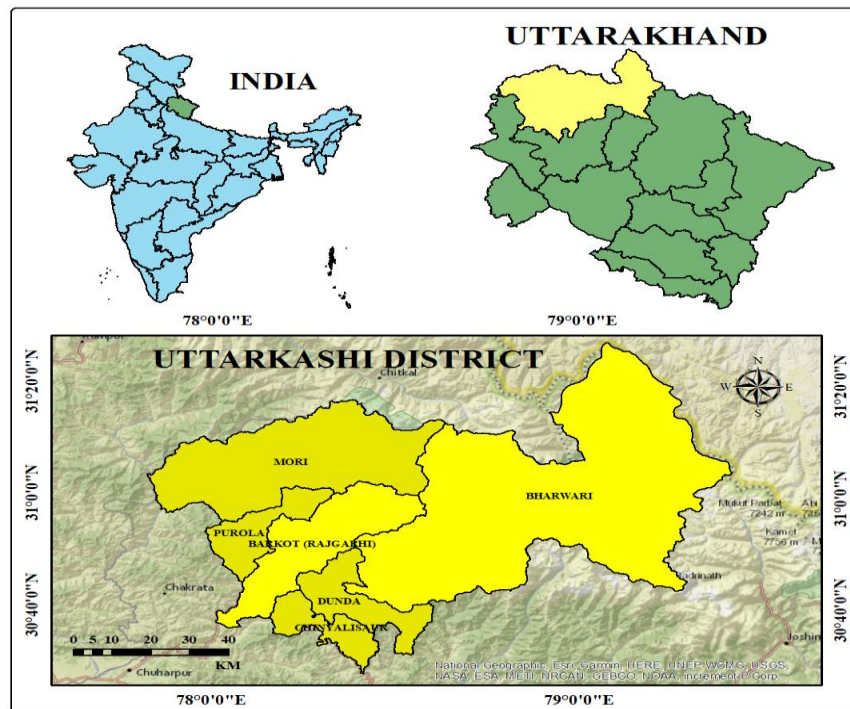 INDIA
UTTARAKHAND
78°0'0"E
79°0'0"E
UTTARKASHI DISTRICT
Chitkal
N
W E
S
31°20'0"N
31°20'0"N
MORI
31°0'0"N
31°0'0"N
BHARWARI
Mukut Parbat
7242 m
PUROLA
BARKOT (RAJGARHI)
Kamet
7756 m
Chakrata
DUNDA
30°40'0"N
30°40'0"N
CHINYALISAUR
0 5 10 20 30 40
KM
Chuharpur
Joshim
National Geographic, Esri, Garmin, HERE, UNEP-WCMC, USGS,
NASA, ESA, METI, NRCAN, GEBCO, NOAA, increment P Corp.
78°0'0"E
79°0'0"E